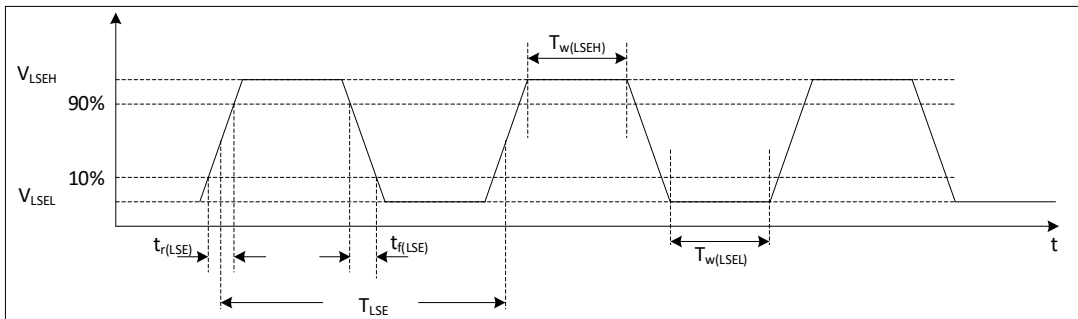 T_w(LSEH)
V_LSEH
90%
10%
V_LSEL
t_r(LSE)
t_f(LSE)
T_w(LSEL)
t
T_LSE